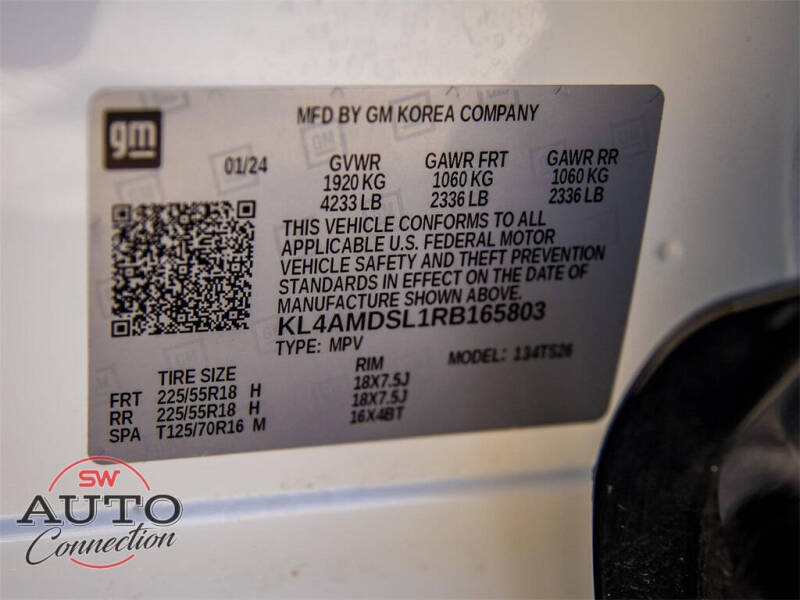 gm
MFD BY GM KOREA COMPANY
01/24 GVWR GAWR FRT GAWR RR
1920 KG 1060 KG 1060 KG
4233 LB 2336 LB 2336 LB
THIS VEHICLE CONFORMS TO ALL
APPLICABLE U.S. FEDERAL MOTOR
VEHICLE SAFETY AND THEFT PREVENTION
STANDARDS IN EFFECT ON THE DATE OF
MANUFACTURE SHOWN ABOVE.
KL4AMDSL1RB165803
TYPE: MPV MODEL: 134TS26
TIRE SIZE RIM
FRT 225/55R18 H 18X7.5J
RR 225/55R18 H 18X7.5J
SPA T125/70R16 M 16X4BT
SW
AUTO
Connection